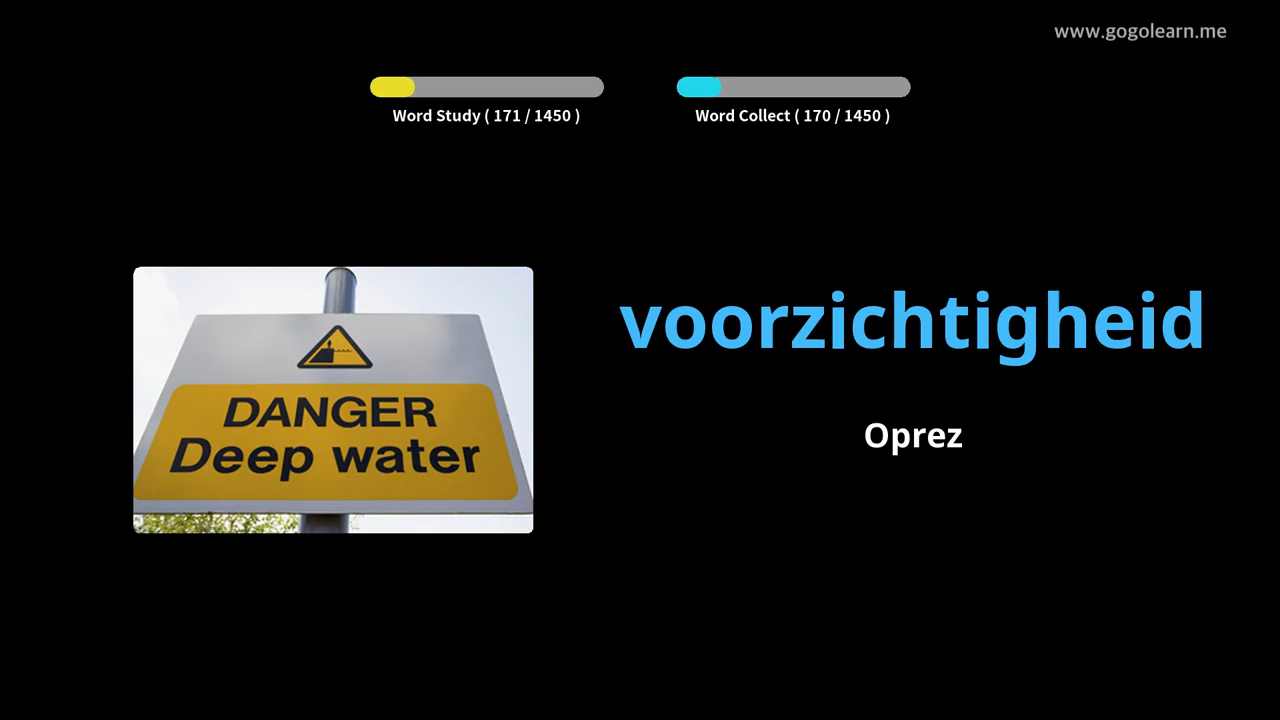 www.gogolearn.me
Word Study ( 171 / 1450 )
Word Collect ( 170 / 1450 )
DANGER
Deep water
voorzichtigheid
Oprez